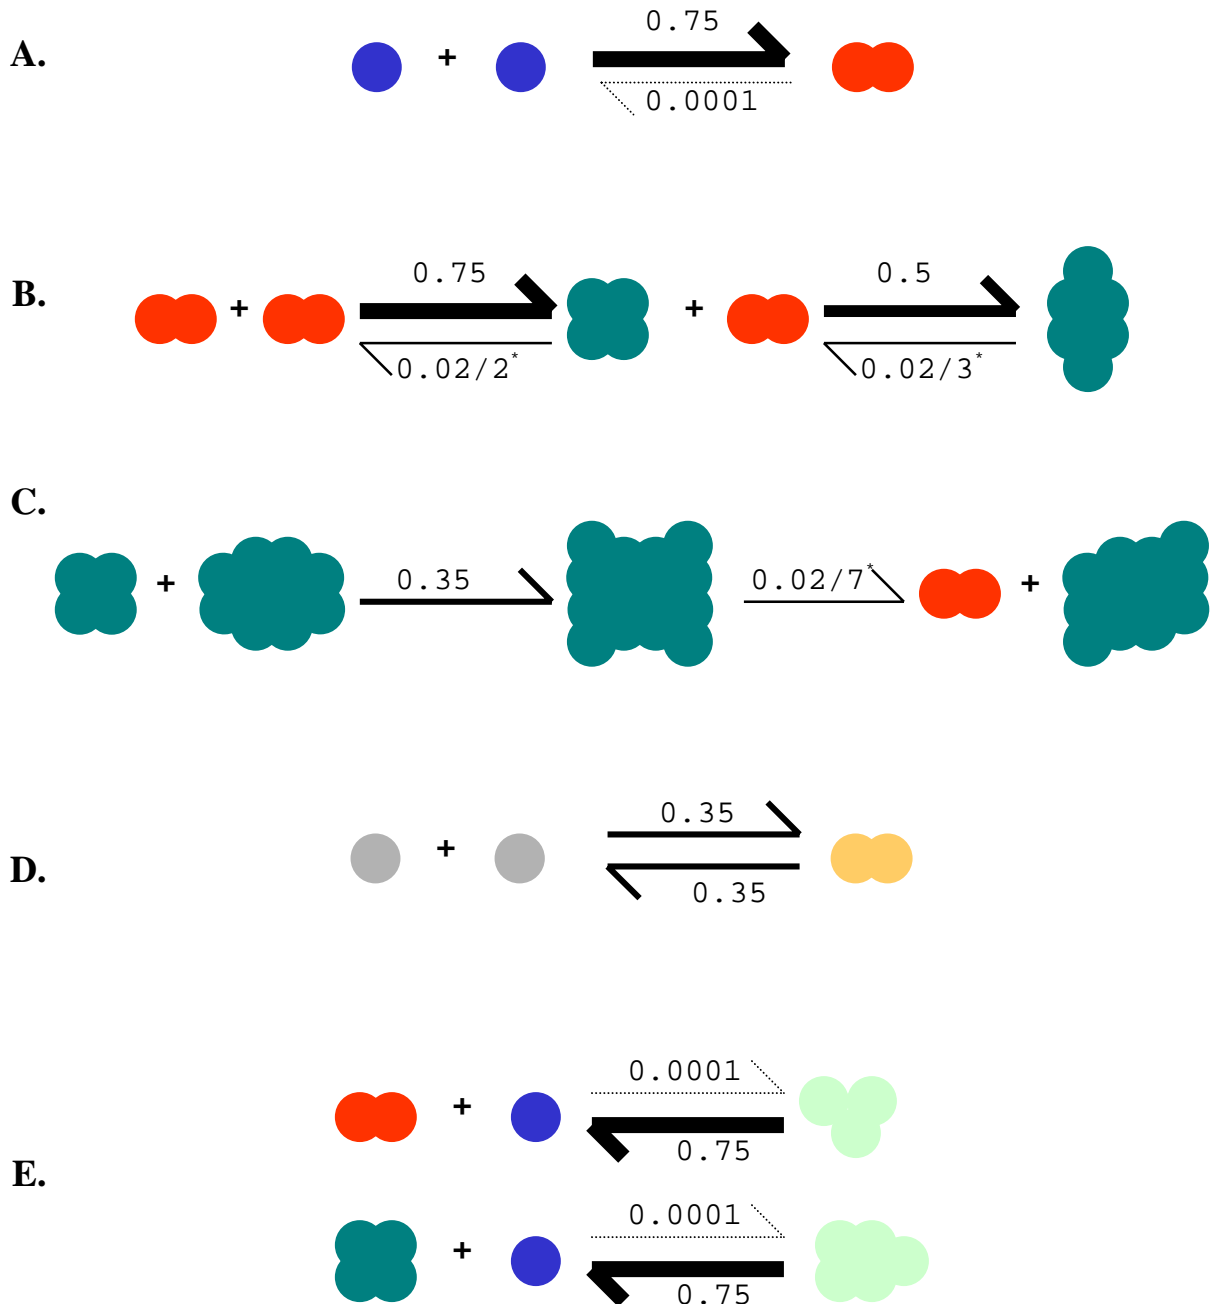 A. + 0.75
0.0001
B. + 0.75 + 0.5
0.02/2* 0.02/3*
C. + 0.35 0.02/7* +
D. + 0.35
0.35
E.
+ 0.0001
0.75
+ 0.0001
0.75